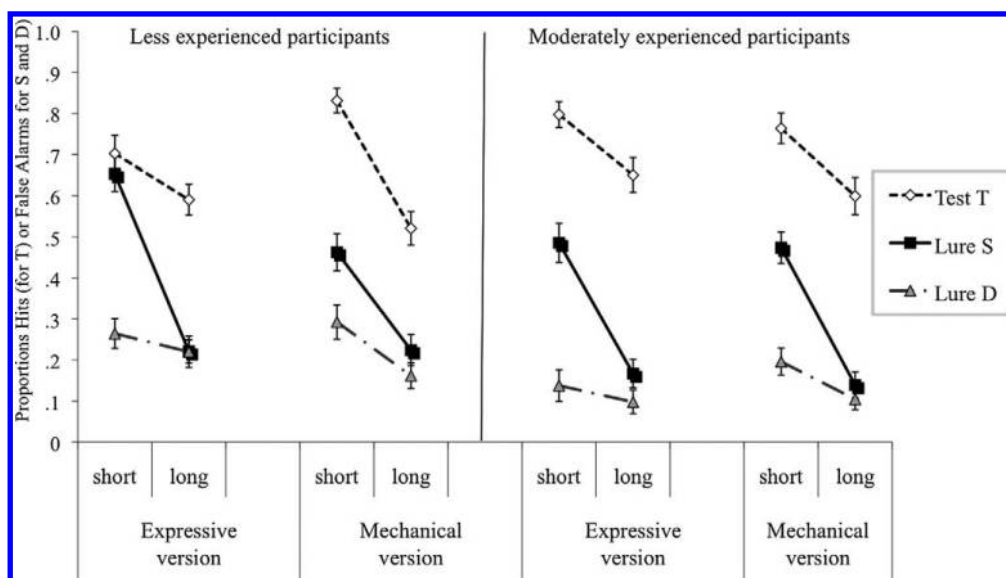 Proportions Hits (for T) or False Alarms for S and D)
1.0
.9
.8
.7
.6
.5
.4
.3
.2
.1
0
Less experienced participants
Moderately experienced participants
Test T
Lure S
Lure D
short long short long short long short long
Expressive version
Mechanical version
Expressive version
Mechanical version